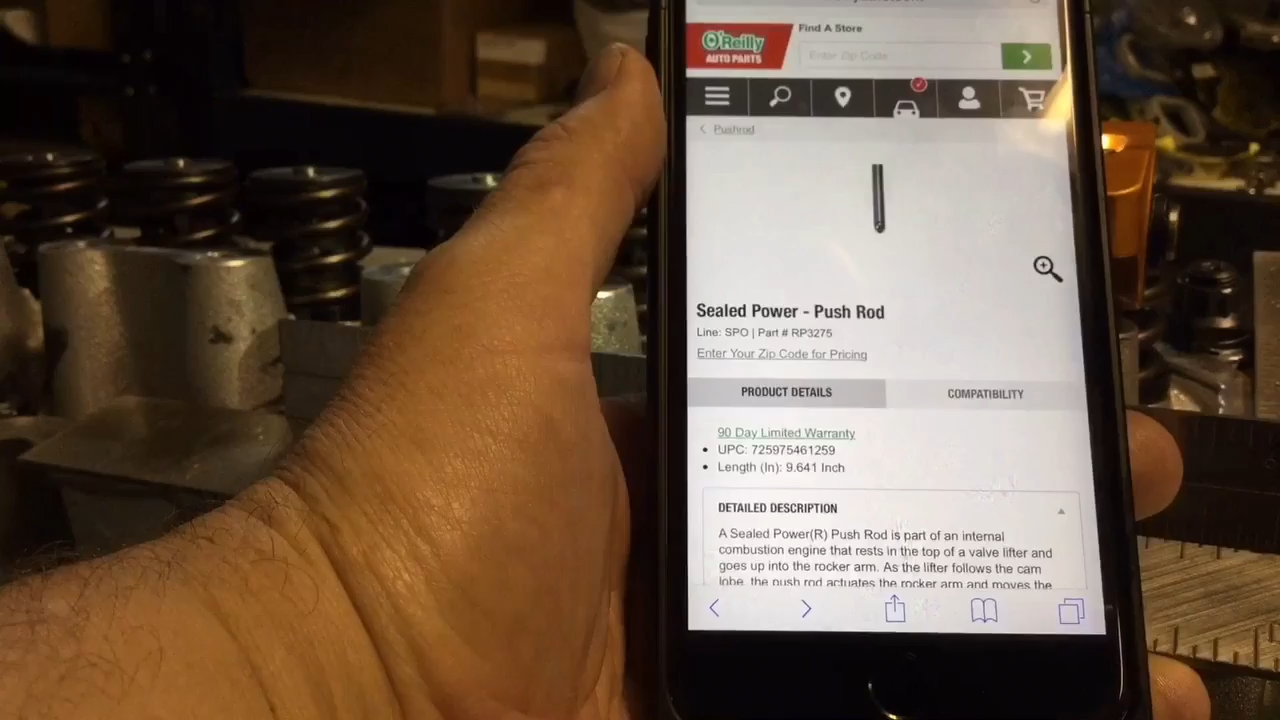 O'Reilly
AUTO PARTS
Find A Store
Enter Zip Code
Pushrod
Sealed Power - Push Rod
Line: SPO | Part # RP3275
Enter Your Zip Code for Pricing
PRODUCT DETAILS
COMPATIBILITY
90 Day Limited Warranty
• UPC: 725975461259
• Length (In): 9.641 Inch
DETAILED DESCRIPTION
A Sealed Power(R) Push Rod is part of an internal
combustion engine that rests in the top of a valve lifter and
goes up into the rocker arm. As the lifter follows the cam
lobe, the push rod actuates the rocker arm and moves the